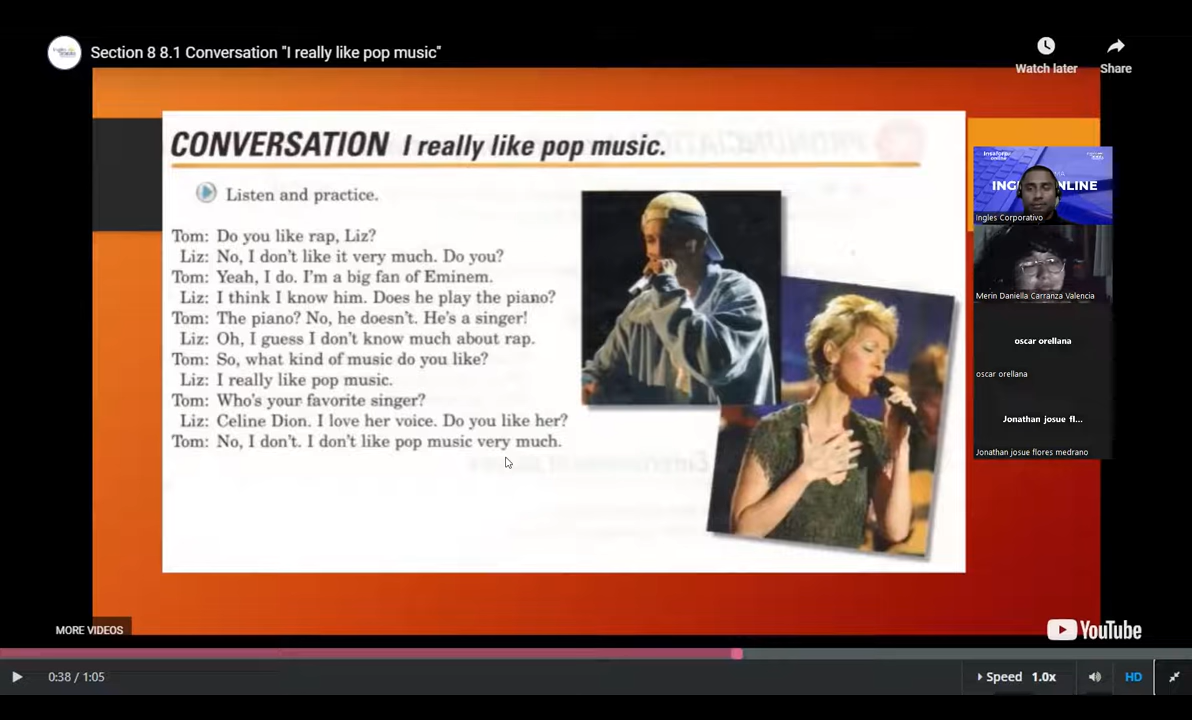 Section 8 8.1 Conversation "I really like pop music"
Watch later
Share
CONVERSATION I really like pop music.
Listen and practice.
Tom: Do you like rap, Liz?
Liz: No, I don't like it very much. Do you?
Tom: Yeah, I do. I'm a big fan of Eminem.
Liz: I think I know him. Does he play the piano?
Tom: The piano? No, he doesn't. He's a singer!
Liz: Oh, I guess I don't know much about rap.
Tom: So, what kind of music do you like?
Liz: I really like pop music.
Tom: Who's your favorite singer?
Liz: Celine Dion. I love her voice. Do you like her?
Tom: No, I don't. I don't like pop music very much.
Ingles Corporativo
Merin Daniella Carranza Valencia
oscar orellana
oscar orellana
Jonathan josue fl...
Jonathan josue flores medrano
MORE VIDEOS
YouTube
0:38 / 1:05
Speed 1.0x
HD